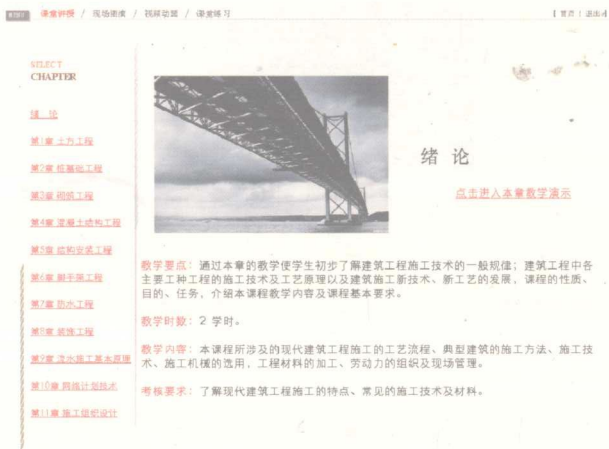 课堂讲授 / 现场集锦 / 视频动画 / 课堂练习
SELECT
CHAPTER
绪 论
第1章 土方工程
第2章 桩基础工程
第3章 砌筑工程
第4章 混凝土结构工程
第5章 结构安装工程
第6章 脚手架工程
第7章 防水工程
第8章 装饰工程
第9章 流水施工基本原理
第10章 网络计划技术
第11章 施工组织设计
绪 论
点击进入本章教学演示
教学要点：通过本章的教学使学生初步了解建筑工程施工技术的一般规律；建筑工程中各
主要工种工程的施工技术及工艺原理以及建筑施工新技术、新工艺的发展，课程的性质、
目的、任务，介绍本课程教学内容及课程基本要求。
教学时数：2 学时。
教学内容：本课程所涉及的现代建筑工程施工的工艺流程、典型建筑的施工方法、施工技
术、施工机械的选用，工程材料的加工、劳动力的组织及现场管理。
考核要求：了解现代建筑工程施工的特点、常见的施工技术及材料。